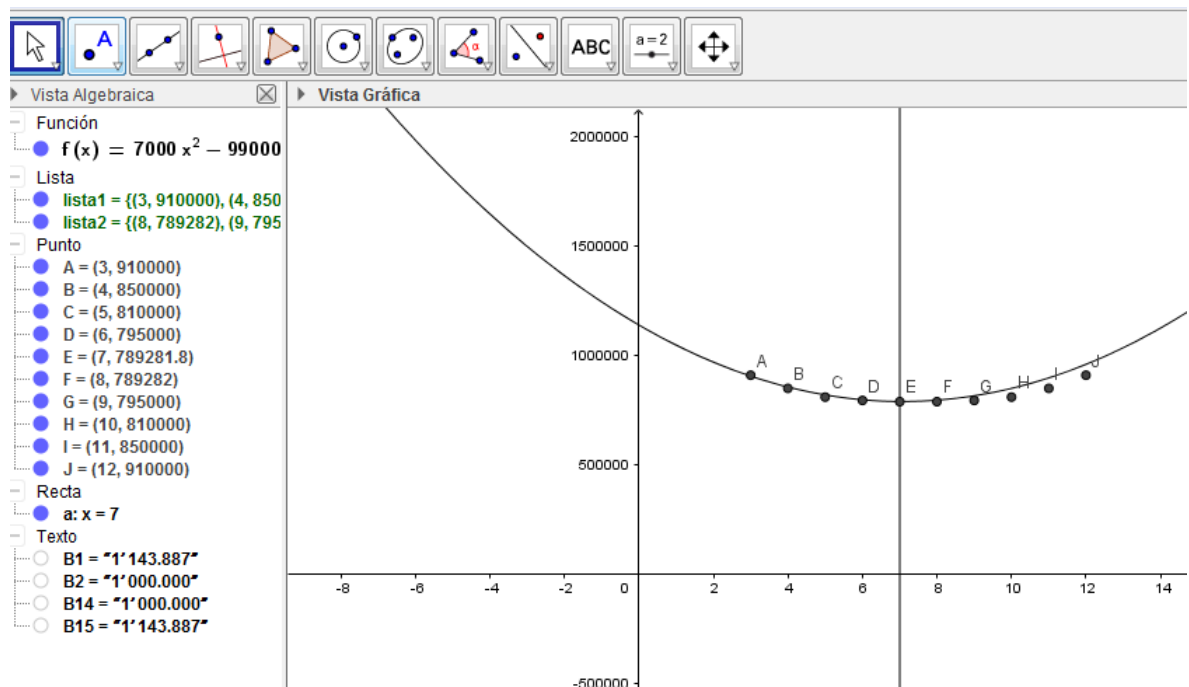 A
α
ABC
a=2
Vista Algebraica
Vista Gráfica
Función
f(x) = 7000 x² − 99000
Lista
lista1 = {(3, 910000), (4, 850
lista2 = {(8, 789282), (9, 795
Punto
A = (3, 910000)
B = (4, 850000)
C = (5, 810000)
D = (6, 795000)
E = (7, 789281.8)
F = (8, 789282)
G = (9, 795000)
H = (10, 810000)
I = (11, 850000)
J = (12, 910000)
Recta
a: x = 7
Texto
B1 = "1'143.887"
B2 = "1'000.000"
B14 = "1'000.000"
B15 = "1'143.887"
2000000
1500000
1000000
500000
-500000
A B C D E F G H I J
-8 -6 -4 -2 0 2 4 6 8 10 12 14